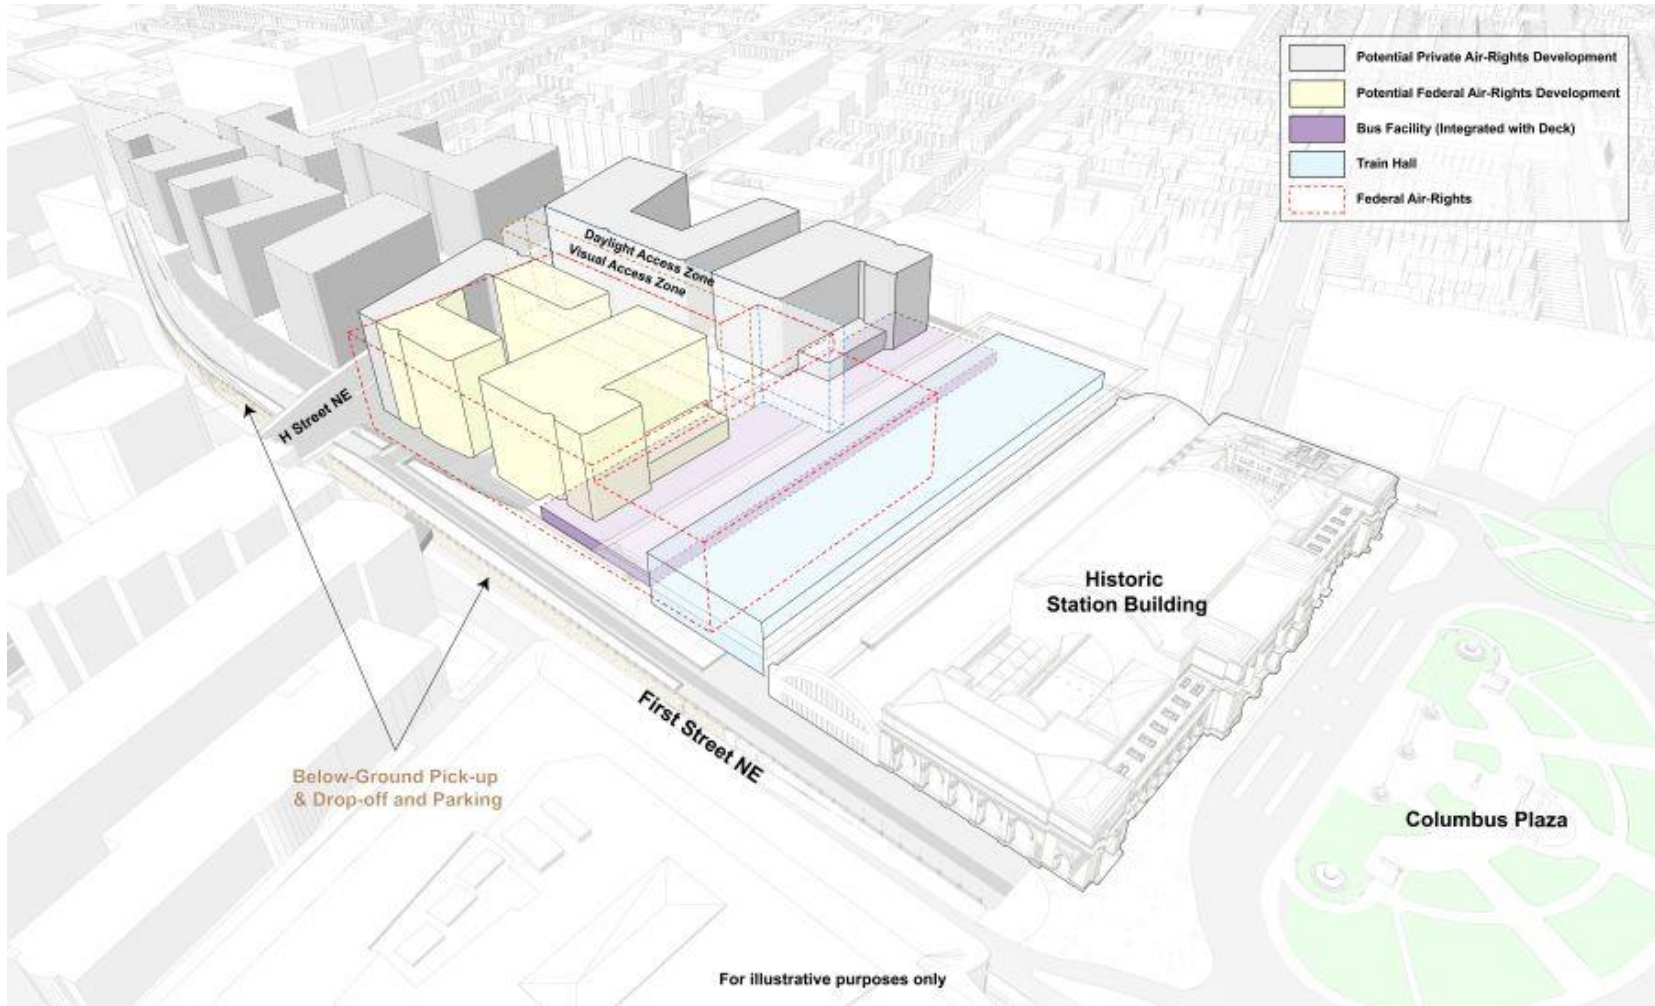 Potential Private Air-Rights Development
Potential Federal Air-Rights Development
Bus Facility (Integrated with Deck)
Train Hall
Federal Air-Rights
Daylight Access Zone
Visual Access Zone
H Street NE
Historic
Station Building
First Street NE
Below-Ground Pick-up
& Drop-off and Parking
Columbus Plaza
For illustrative purposes only